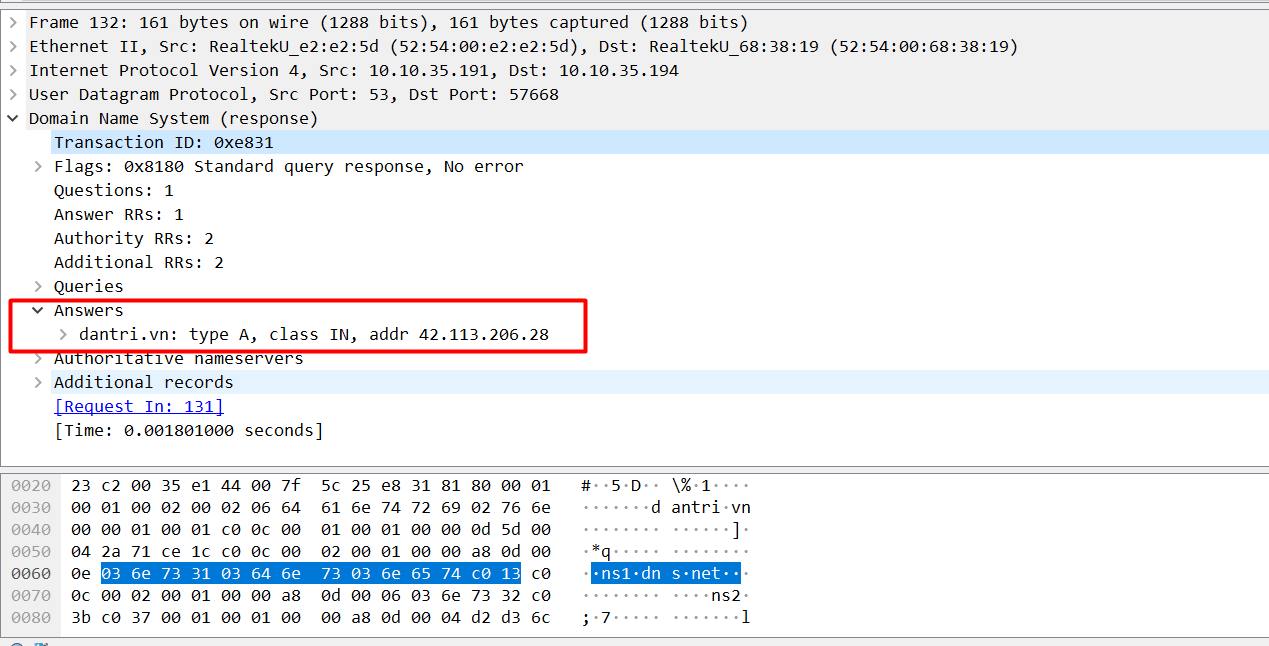 Frame 132: 161 bytes on wire (1288 bits), 161 bytes captured (1288 bits)
Ethernet II, Src: RealtekU_e2:e2:5d (52:54:00:e2:e2:5d), Dst: RealtekU_68:38:19 (52:54:00:68:38:19)
Internet Protocol Version 4, Src: 10.10.35.191, Dst: 10.10.35.194
User Datagram Protocol, Src Port: 53, Dst Port: 57668
Domain Name System (response)
Transaction ID: 0xe831
Flags: 0x8180 Standard query response, No error
Questions: 1
Answer RRs: 1
Authority RRs: 2
Additional RRs: 2
Queries
Answers
dantri.vn: type A, class IN, addr 42.113.206.28
Authoritative nameservers
Additional records
[Request In: 131]
[Time: 0.001801000 seconds]
0020 23 c2 00 35 e1 44 00 7f 5c 25 e8 31 81 80 00 01 #··5·D·· \%·1····
0030 00 01 00 02 00 02 06 64 61 6e 74 72 69 02 76 6e ·······d antri·vn
0040 00 00 01 00 01 c0 0c 00 01 00 01 00 00 0d 5d 00 ········ ······]·
0050 04 2a 71 ce 1c c0 0c 00 02 00 01 00 00 a8 0d 00 ·*q····· ········
0060 0e 03 6e 73 31 03 64 6e 73 03 6e 65 74 c0 13 c0 ··ns1·dn s·net···
0070 0c 00 02 00 01 00 00 a8 0d 00 06 03 6e 73 32 c0 ········ ····ns2·
0080 3b c0 37 00 01 00 01 00 00 a8 0d 00 04 d2 d3 6c ;·7····· ·······l